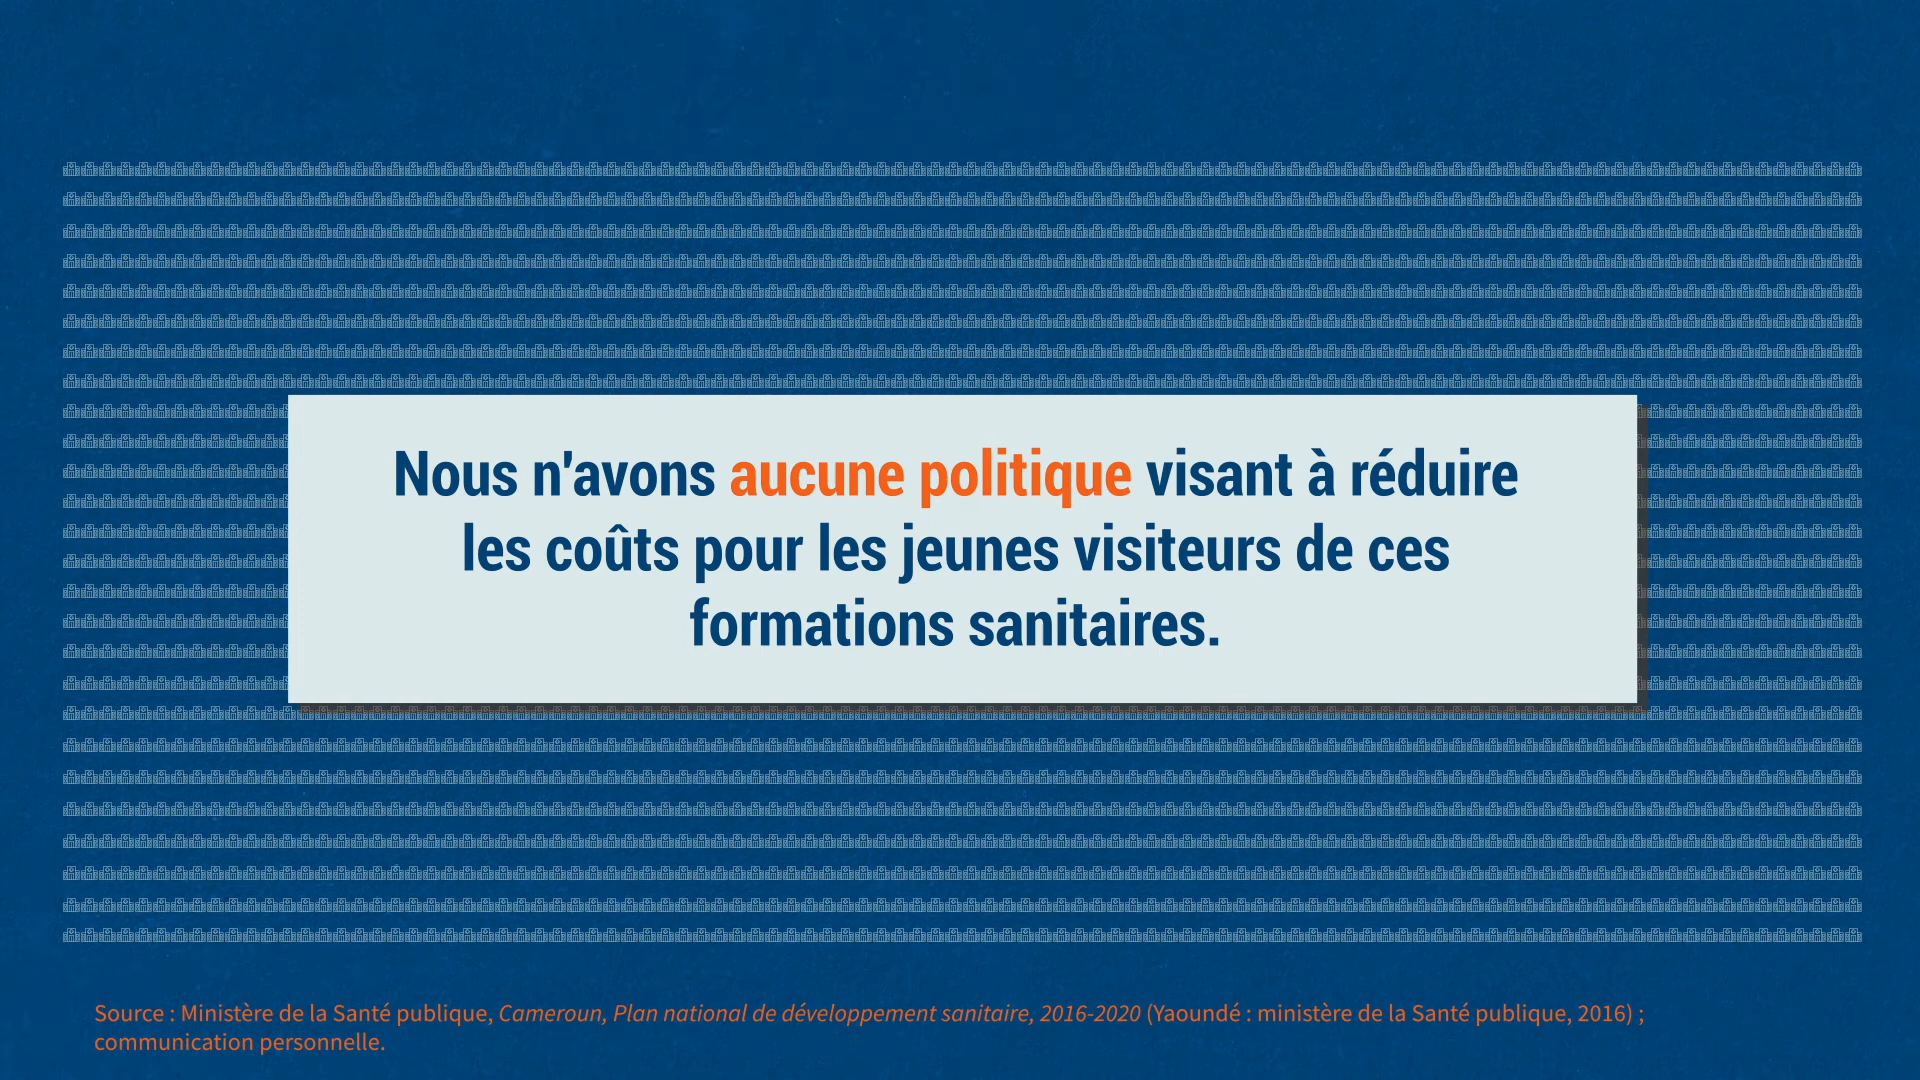 Nous n'avons aucune politique visant à réduire
les coûts pour les jeunes visiteurs de ces
formations sanitaires.
Source : Ministère de la Santé publique, Cameroun, Plan national de développement sanitaire, 2016-2020 (Yaoundé : ministère de la Santé publique, 2016) ;
communication personnelle.